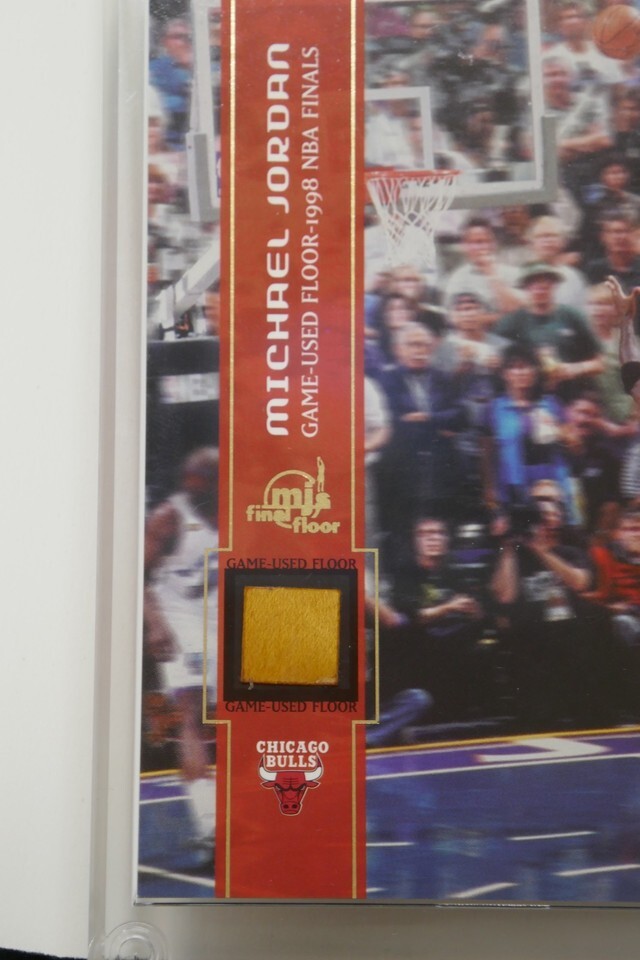 MICHAEL JORDAN
GAME-USED FLOOR-1998 NBA FINALS
mj's
final floor
GAME-USED FLOOR
GAME-USED FLOOR
CHICAGO
BULLS